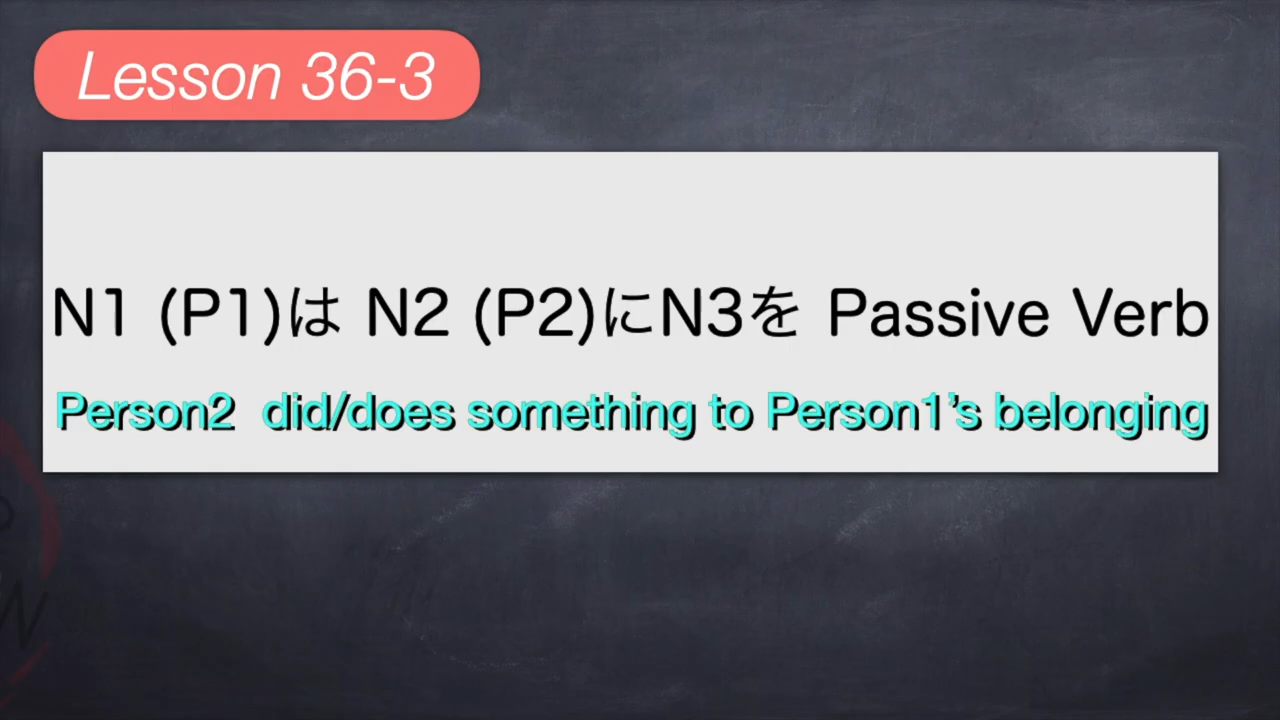 Lesson 36-3
N1 (P1)は N2 (P2)にN3を Passive Verb
Person2 did/does something to Person1's belonging